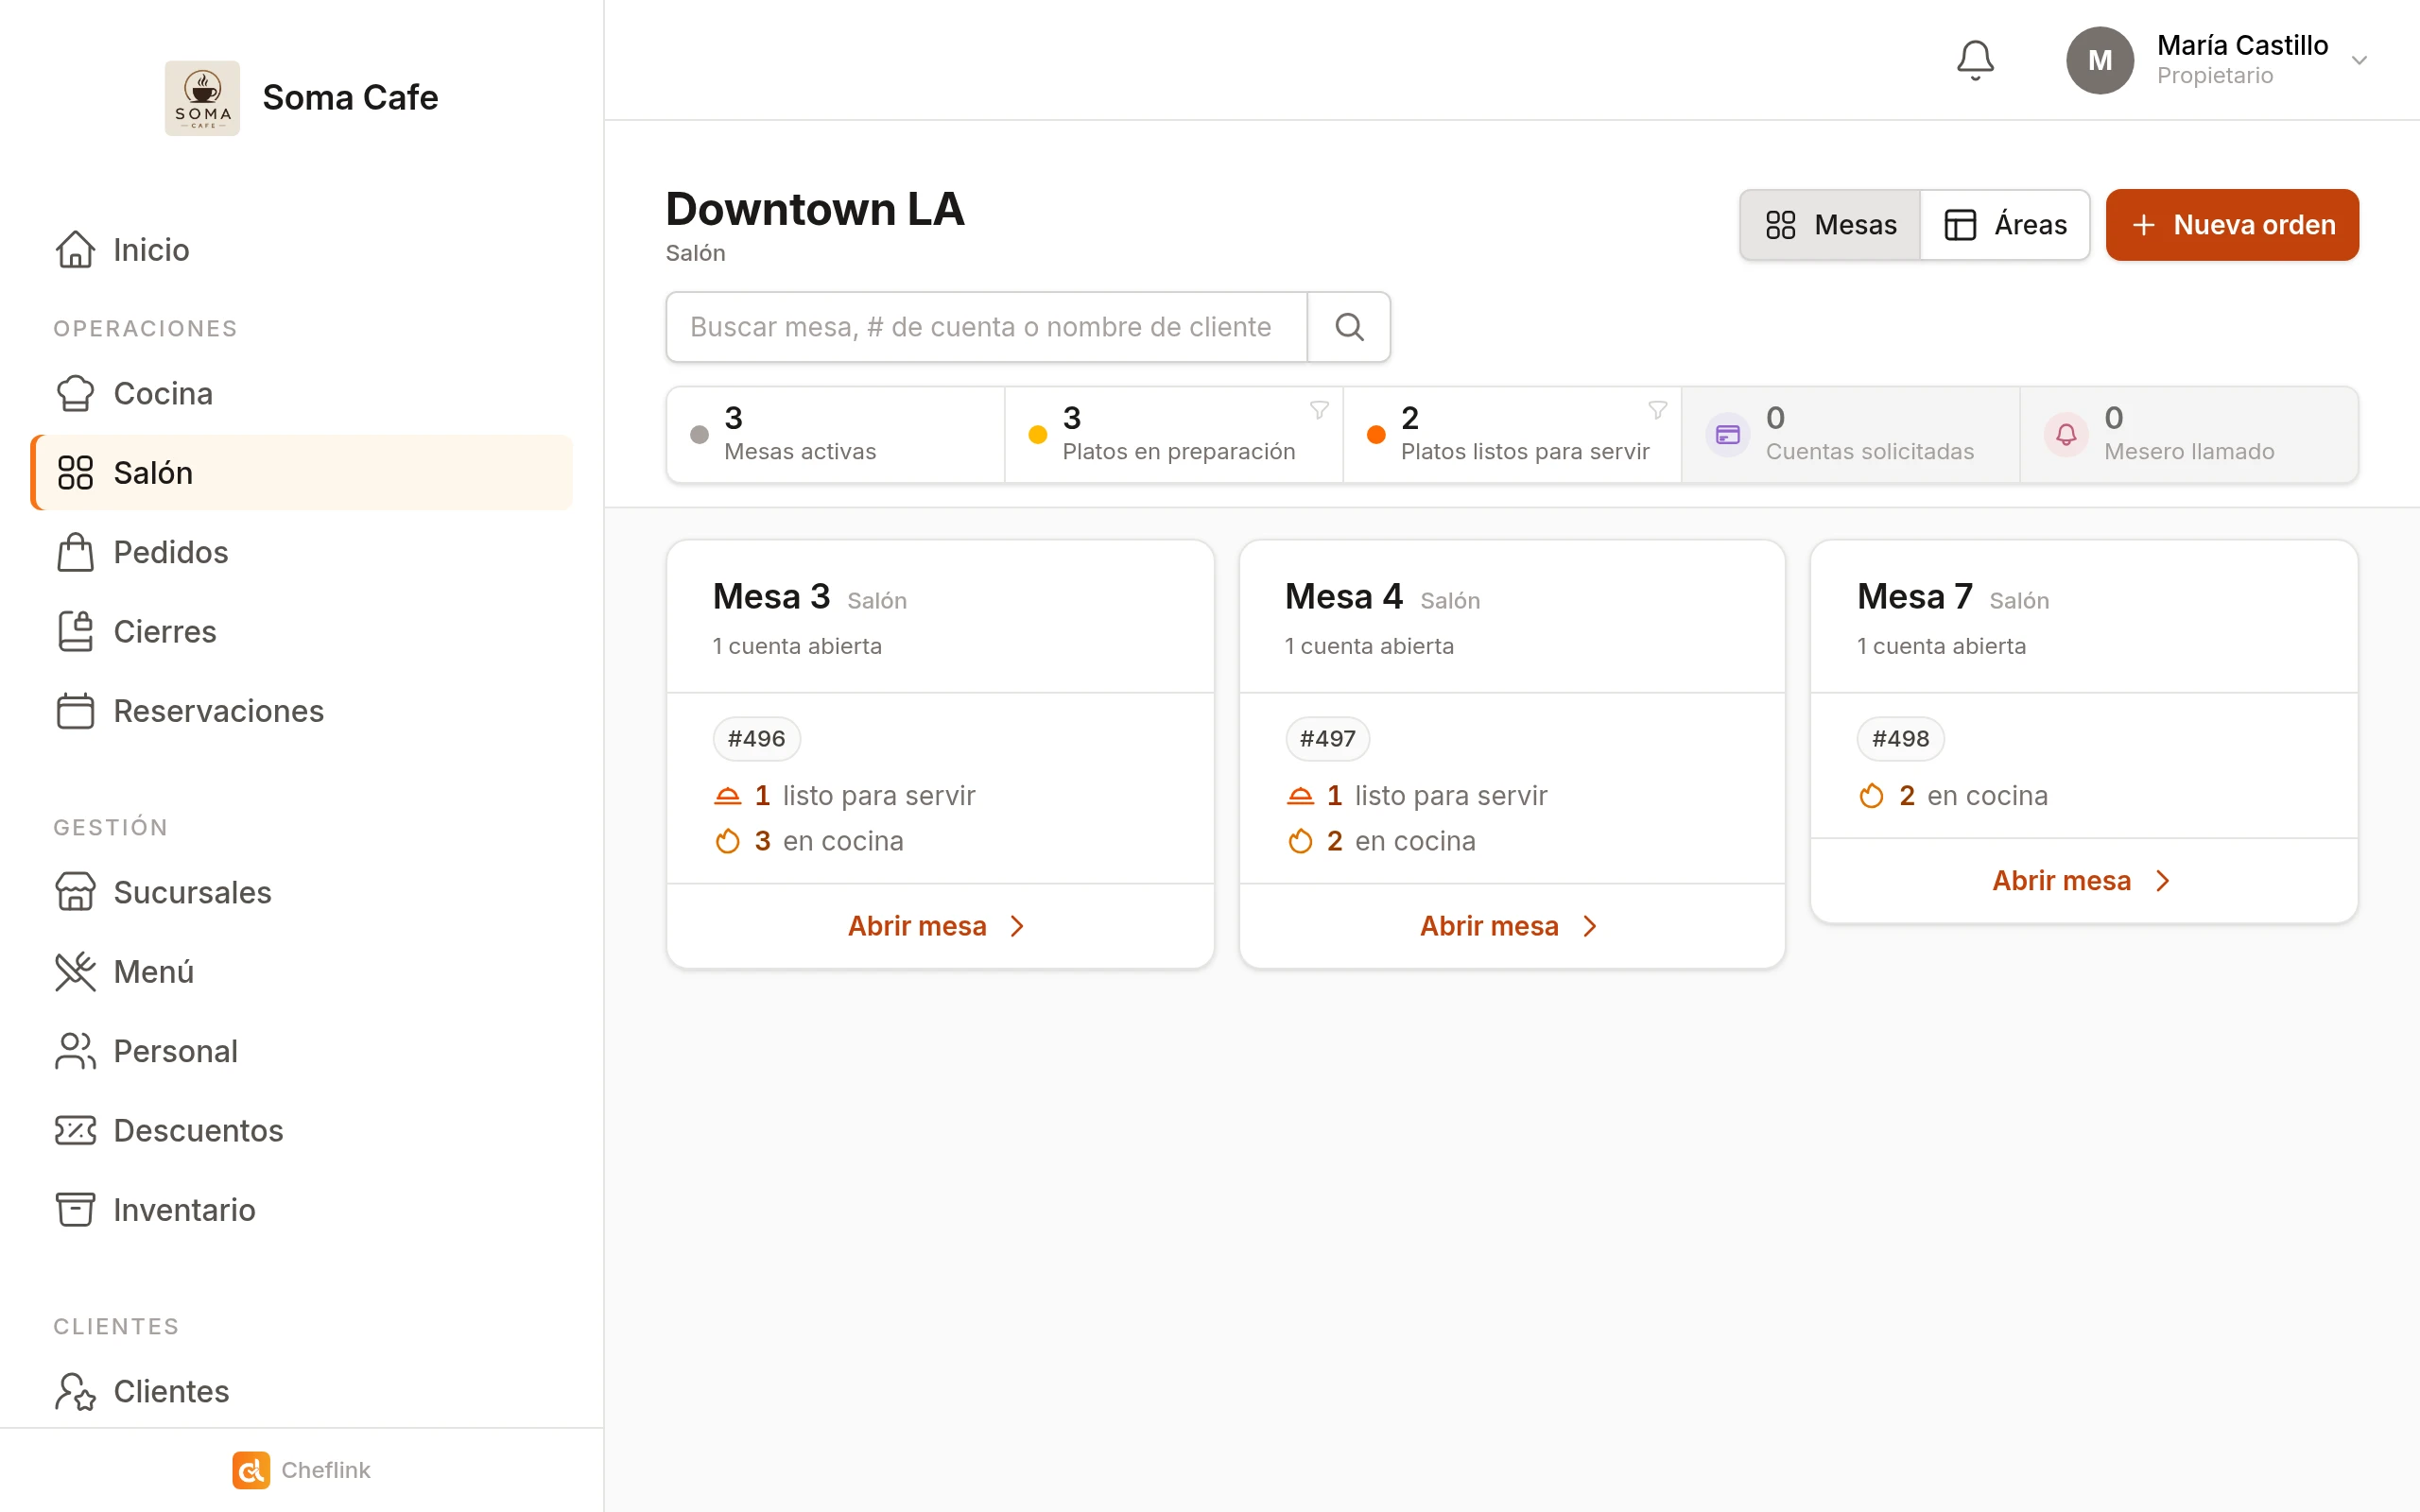 SOMA
CAFE
Soma Cafe
Inicio
OPERACIONES
Cocina
Salón
Pedidos
Cierres
Reservaciones
GESTIÓN
Sucursales
Menú
Personal
Descuentos
Inventario
CLIENTES
Clientes
Cheflink
M
María Castillo
Propietario
Downtown LA
Salón
Mesas
Áreas
Nueva orden
Buscar mesa, # de cuenta o nombre de cliente
3
Mesas activas
3
Platos en preparación
2
Platos listos para servir
0
Cuentas solicitadas
0
Mesero llamado
Mesa 3 Salón
1 cuenta abierta
#496
1 listo para servir
3 en cocina
Abrir mesa
Mesa 4 Salón
1 cuenta abierta
#497
1 listo para servir
2 en cocina
Abrir mesa
Mesa 7 Salón
1 cuenta abierta
#498
2 en cocina
Abrir mesa